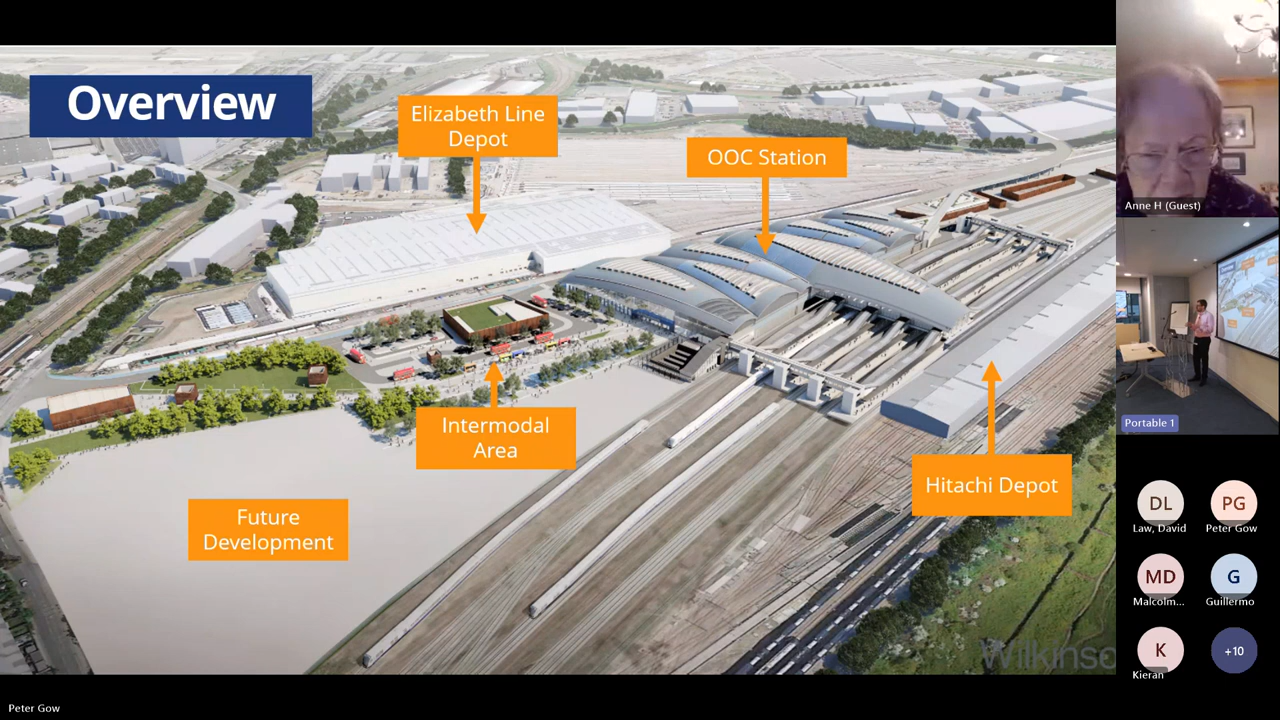 Overview
Elizabeth Line
Depot
OOC Station
Intermodal
Area
Hitachi Depot
Future
Development
Anne H (Guest)
Portable 1
DL
Law, David
PG
Peter Gow
MD
Malcolm...
G
Guillermo
K
Kieran
+10
Wilkinso
Peter Gow